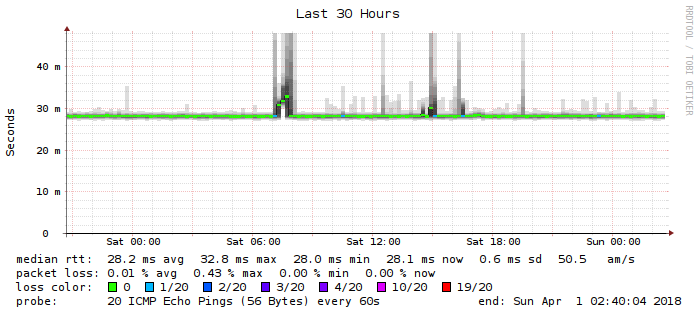 Last 30 Hours
RRDTOOL / TOBI OETIKER
Seconds
40 m
30 m
20 m
10 m
0
Sat 00:00 Sat 06:00 Sat 12:00 Sat 18:00 Sun 00:00
median rtt: 28.2 ms avg 32.8 ms max 28.0 ms min 28.1 ms now 0.6 ms sd 50.5 am/s
packet loss: 0.01 % avg 0.43 % max 0.00 % min 0.00 % now
loss color: 0 1/20 2/20 3/20 4/20 10/20 19/20
probe: 20 ICMP Echo Pings (56 Bytes) every 60s end: Sun Apr 1 02:40:04 2018